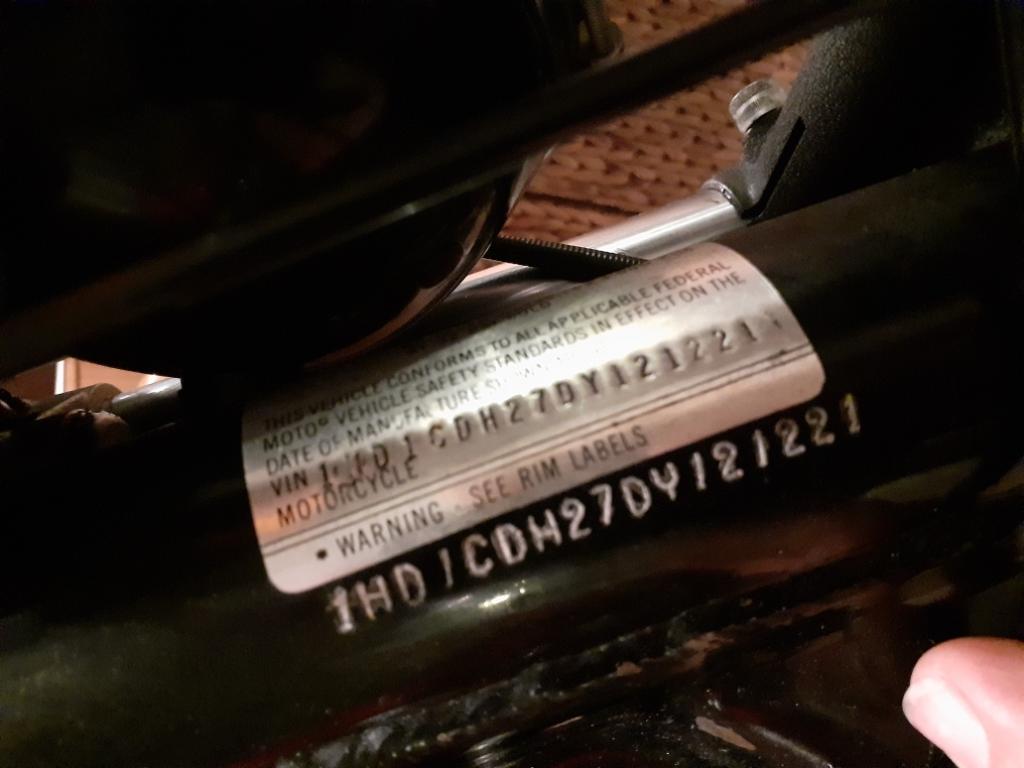 THIS VEHICLE CONFORMS TO ALL APPLICABLE FEDERAL
MOTOR VEHICLE SAFETY STANDARDS IN EFFECT ON THE
DATE OF MANUFACTURE
VIN 1HD1CDH27DY121221
MOTORCYCLE
• WARNING - SEE RIM LABELS
1HD1CDH27DY121221